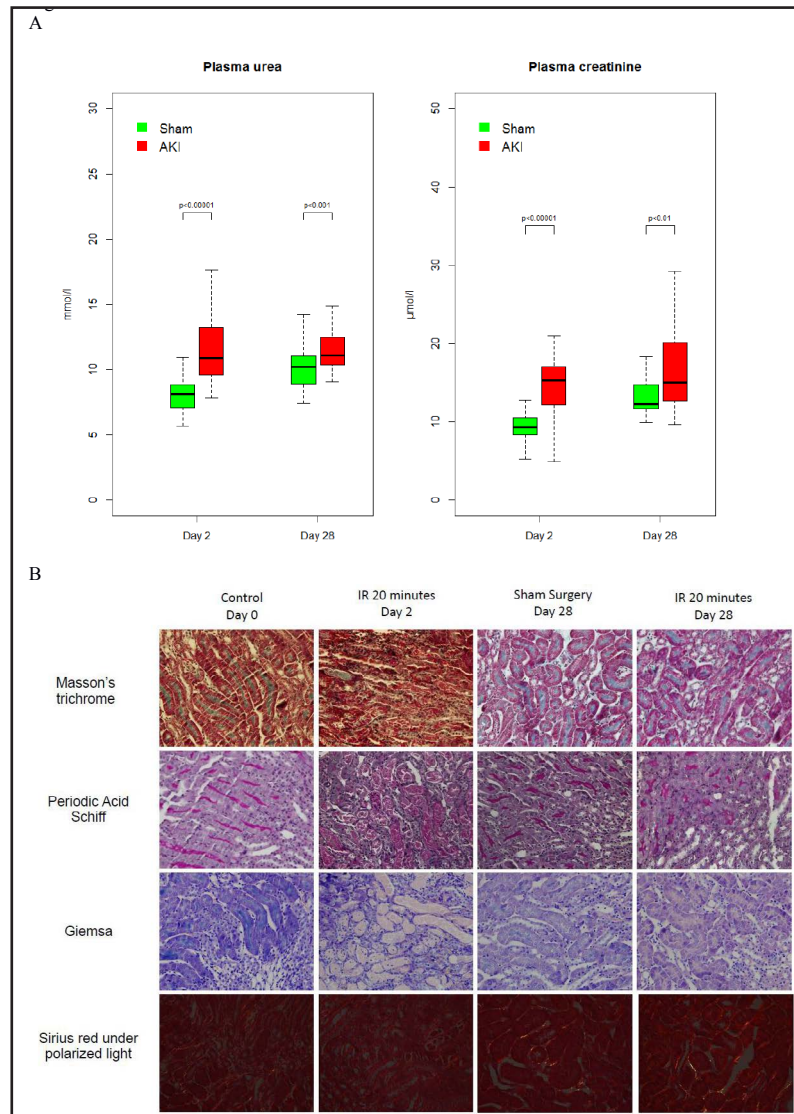 A
Plasma urea
30
25
20
15
10
5
0
mmol/l
Sham
AKI
p<0.00001
p<0.001
Day 2
Day 28
Plasma creatinine
50
40
30
20
10
0
µmol/l
Sham
AKI
p<0.00001
p<0.01
Day 2
Day 28
B
Control
Day 0
IR 20 minutes
Day 2
Sham Surgery
Day 28
IR 20 minutes
Day 28
Masson's
trichrome
Periodic Acid
Schiff
Giemsa
Sirius red under
polarized light